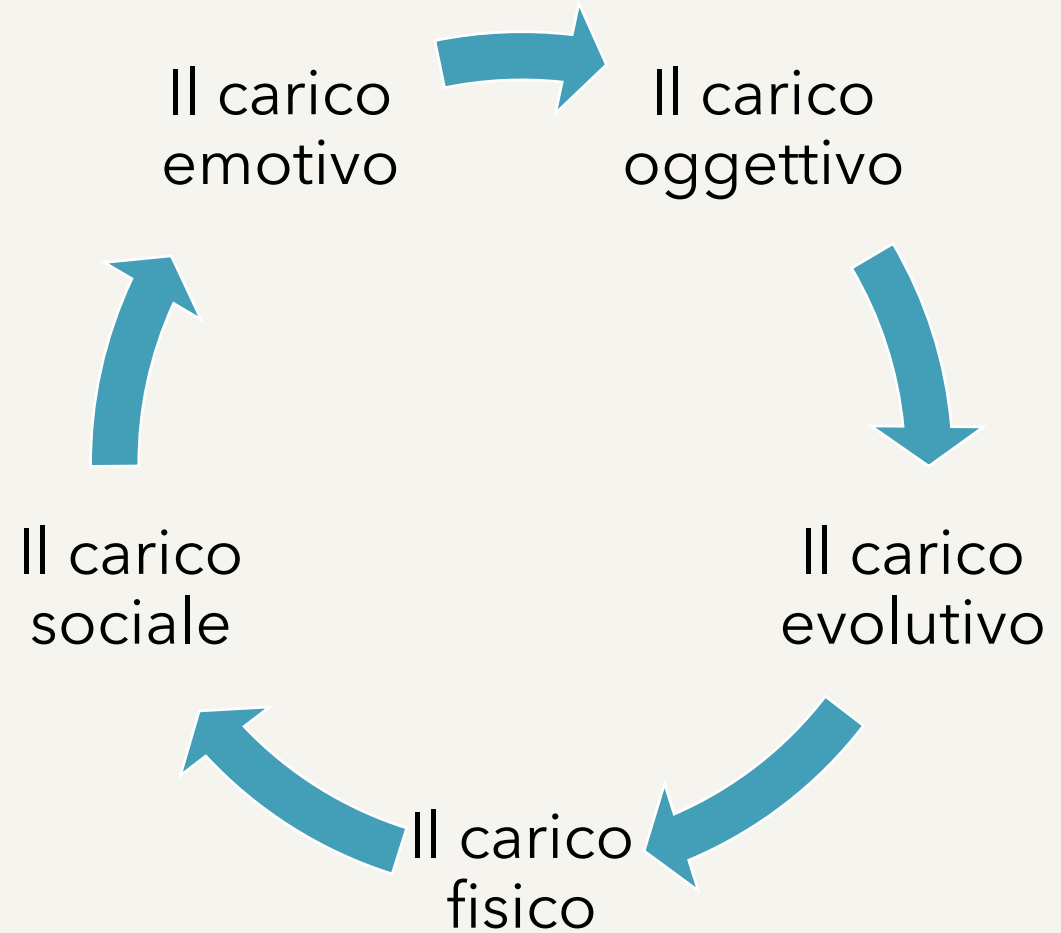 Il carico
emotivo
Il carico
oggettivo
Il carico
evolutivo
Il carico
fisico
Il carico
sociale